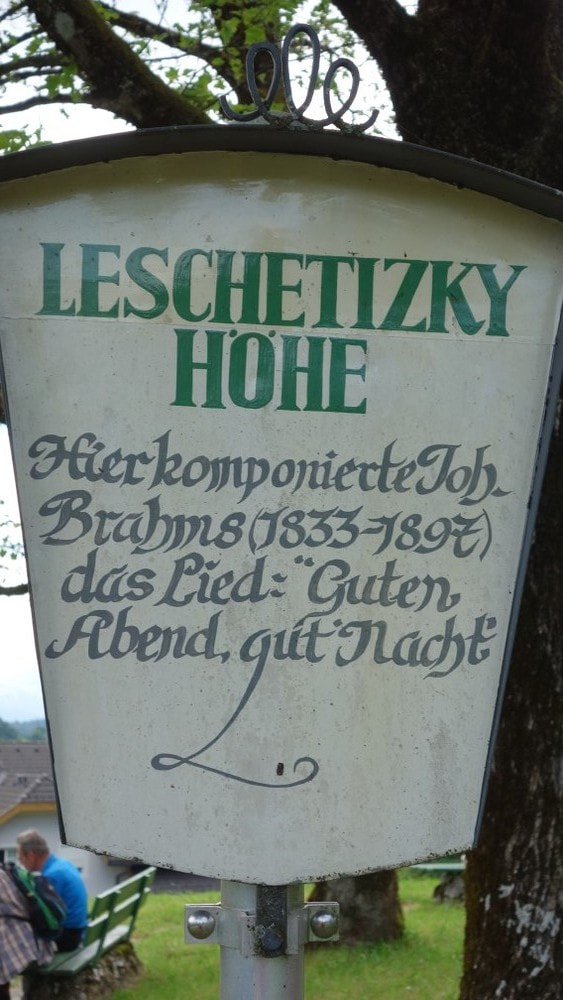 LESCHETIZKY
HÖHE
Hier komponierte Joh.
Brahms (1833-1897)
das Lied: "Guten
Abend, gut' Nacht"